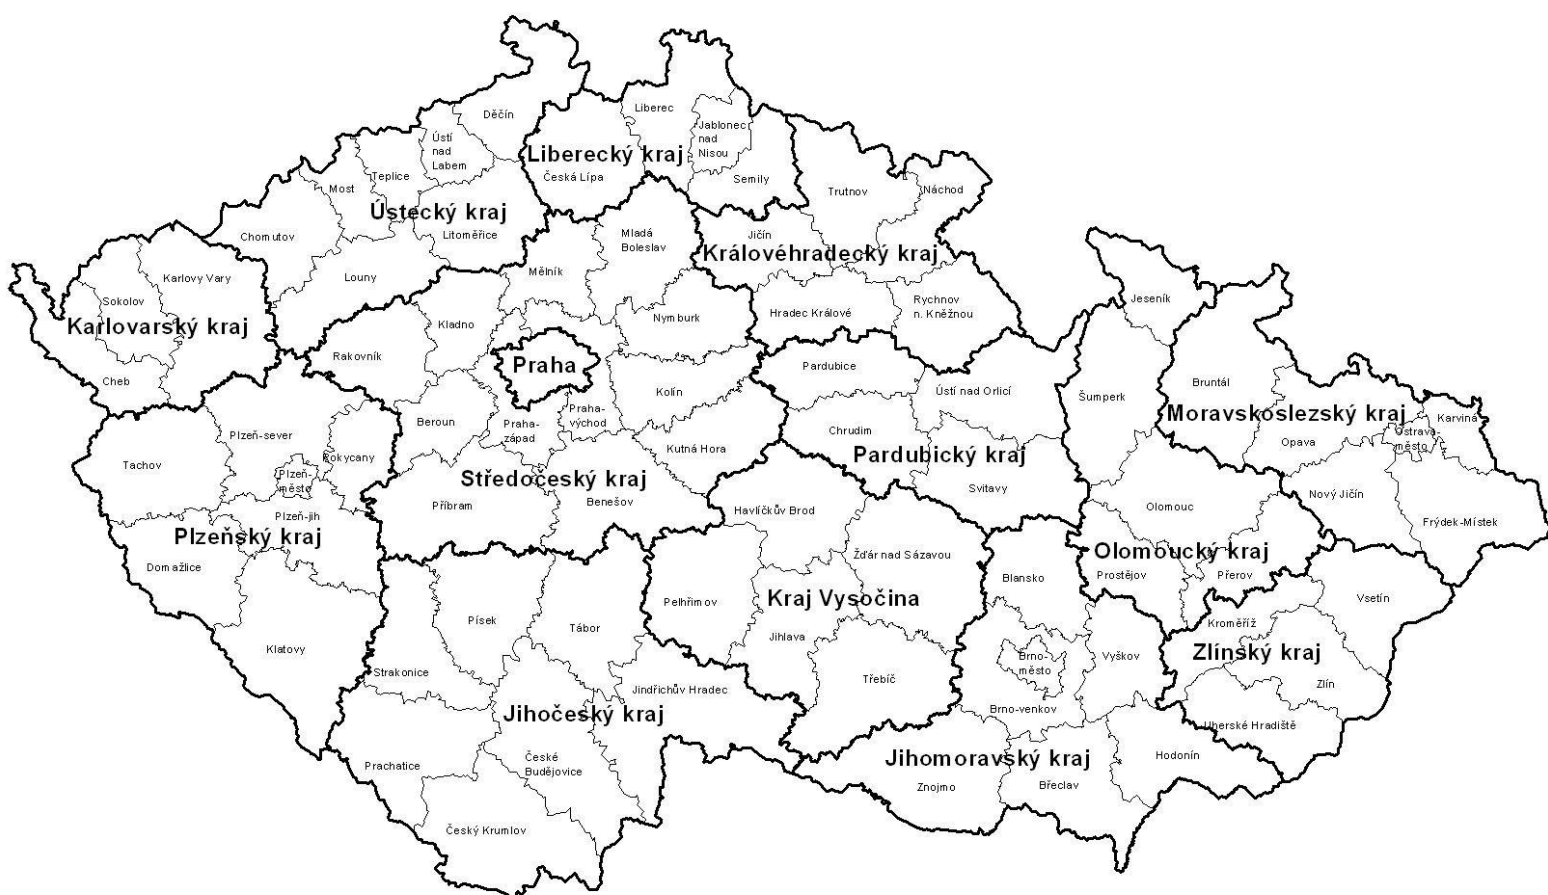 Děčín
Liberec
Ústí
nad
Labem
Jablonec
nad
Nisou
Liberecký kraj
Česká Lípa
Teplice
Most
Semily
Trutnov
Náchod
Ústecký kraj
Chomutov
Litoměřice
Mladá
Boleslav
Jičín
Královéhradecký kraj
Karlovy Vary
Louny
Mělník
Sokolov
Karlovarský kraj
Kladno
Nymburk
Hradec Králové
Rychnov
n. Kněžnou
Jeseník
Rakovník
Praha
Cheb
Kolín
Pardubice
Ústí nad Orlicí
Šumperk
Bruntál
Beroun
Praha-
západ
Praha-
východ
Kutná Hora
Chrudim
Moravskoslezský kraj
Karviná
Ostrava-
město
Opava
Plzeň-sever
Rokycany
Tachov
Plzeň-
město
Středočeský kraj
Pardubický kraj
Svitavy
Příbram
Benešov
Havlíčkův Brod
Olomouc
Nový Jičín
Frýdek-Místek
Plzeň-jih
Plzeňský kraj
Domažlice
Žďár nad Sázavou
Olomoucký kraj
Blansko
Prostějov
Přerov
Pelhřimov
Kraj Vysočina
Vsetín
Písek
Tábor
Jihlava
Kroměříž
Zlínský kraj
Klatovy
Strakonice
Třebíč
Brno-
město
Vyškov
Zlín
Jindřichův Hradec
Jihočeský kraj
Brno-venkov
Uherské Hradiště
Prachatice
České
Budějovice
Jihomoravský kraj
Znojmo
Břeclav
Hodonín
Český Krumlov